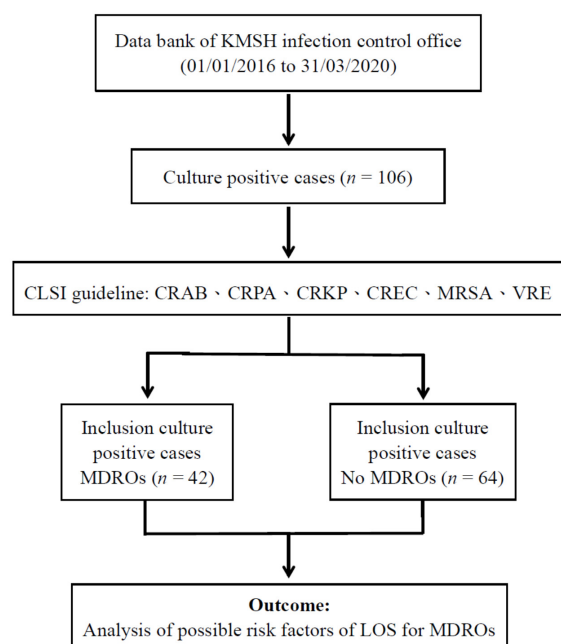 Data bank of KMSH infection control office
(01/01/2016 to 31/03/2020)
Culture positive cases (n = 106)
CLSI guideline: CRAB、CRPA、CRKP、CREC、MRSA、VRE
Inclusion culture
positive cases
MDROs (n = 42)
Inclusion culture
positive cases
No MDROs (n = 64)
Outcome:
Analysis of possible risk factors of LOS for MDROs